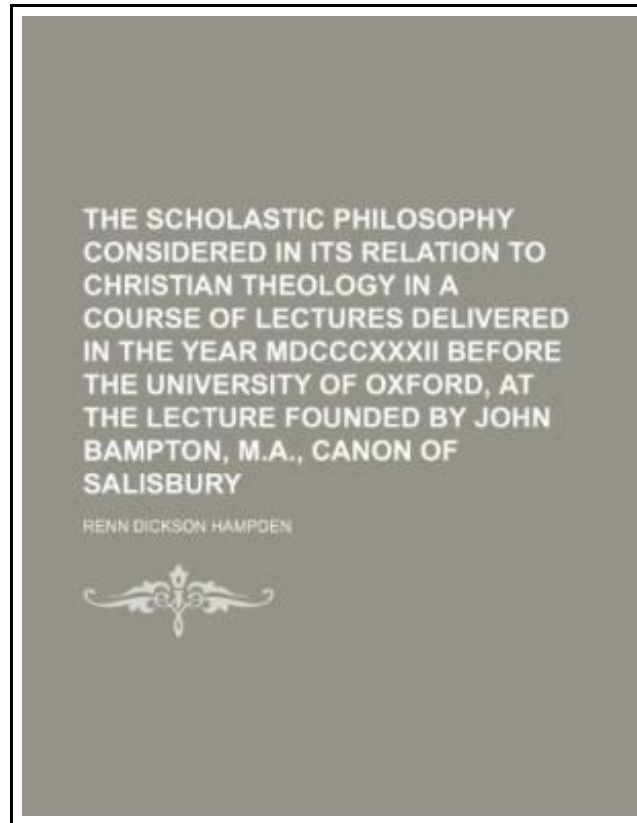 THE SCHOLASTIC PHILOSOPHY
CONSIDERED IN ITS RELATION TO
CHRISTIAN THEOLOGY IN A
COURSE OF LECTURES DELIVERED
IN THE YEAR MDCCCXXXII BEFORE
THE UNIVERSITY OF OXFORD, AT
THE LECTURE FOUNDED BY JOHN
BAMPTON, M.A., CANON OF
SALISBURY
RENN DICKSON HAMPDEN